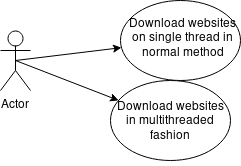 Download websites
on single thread in
normal method
Actor
Download websites
in multithreaded
fashion